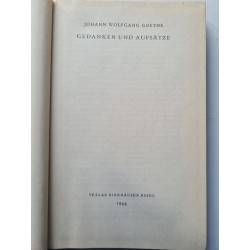 JOHANN WOLFGANG GOETHE
GEDANKEN UND AUFSÄTZE
VERLAG BIRKHÄUSER BASEL
1944